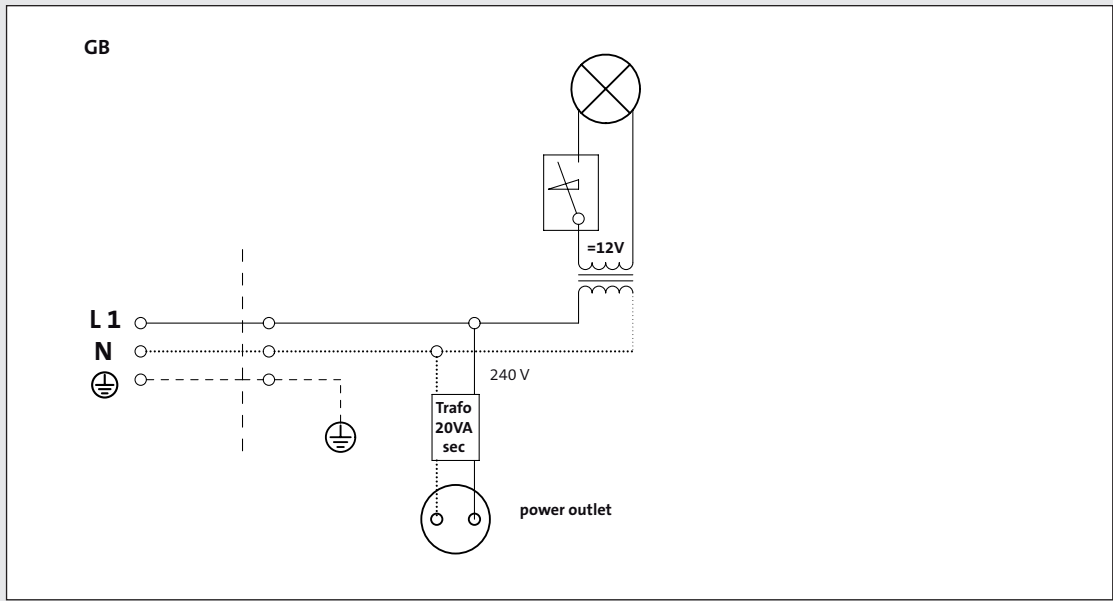 GB
=12V
L 1
N
240 V
Trafo
20VA
sec
power outlet